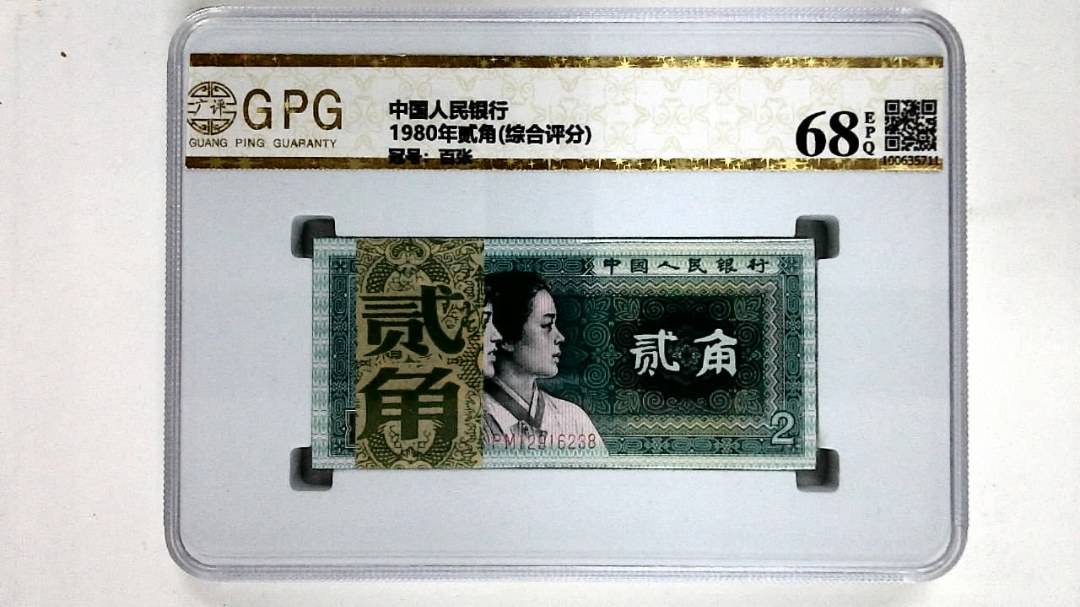 广评
GPG
GUANG PING GUARANTY
中国人民银行
1980年贰角(综合评分)
冠号：百张
68
EPQ
100635711
中国人民银行
贰角
贰角
PM12916238
2